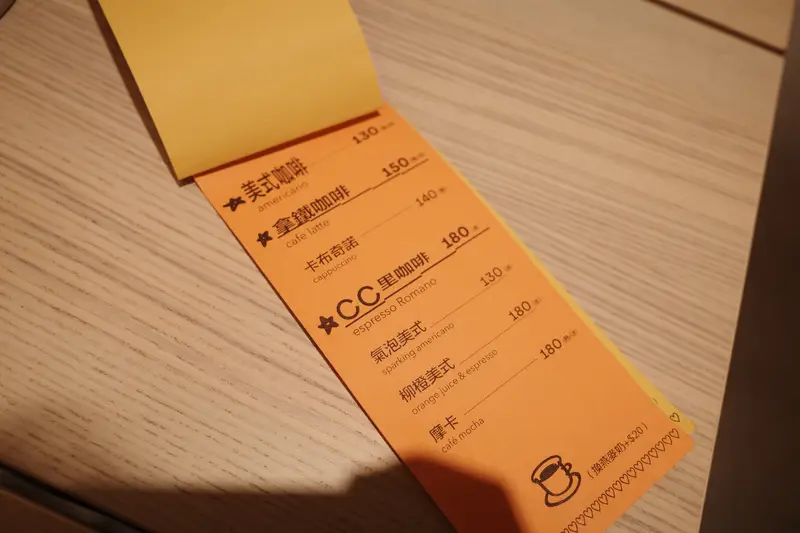 美式咖啡 130
americano
拿鐵咖啡 150
cafe latte
卡布奇諾 140
cappuccino
CC里咖啡 180
espresso Romano
氣泡美式 130
sparking americano
柳橙美式 180
orange juice & espresso
摩卡 180
café mocha
(換燕麥奶+$20)